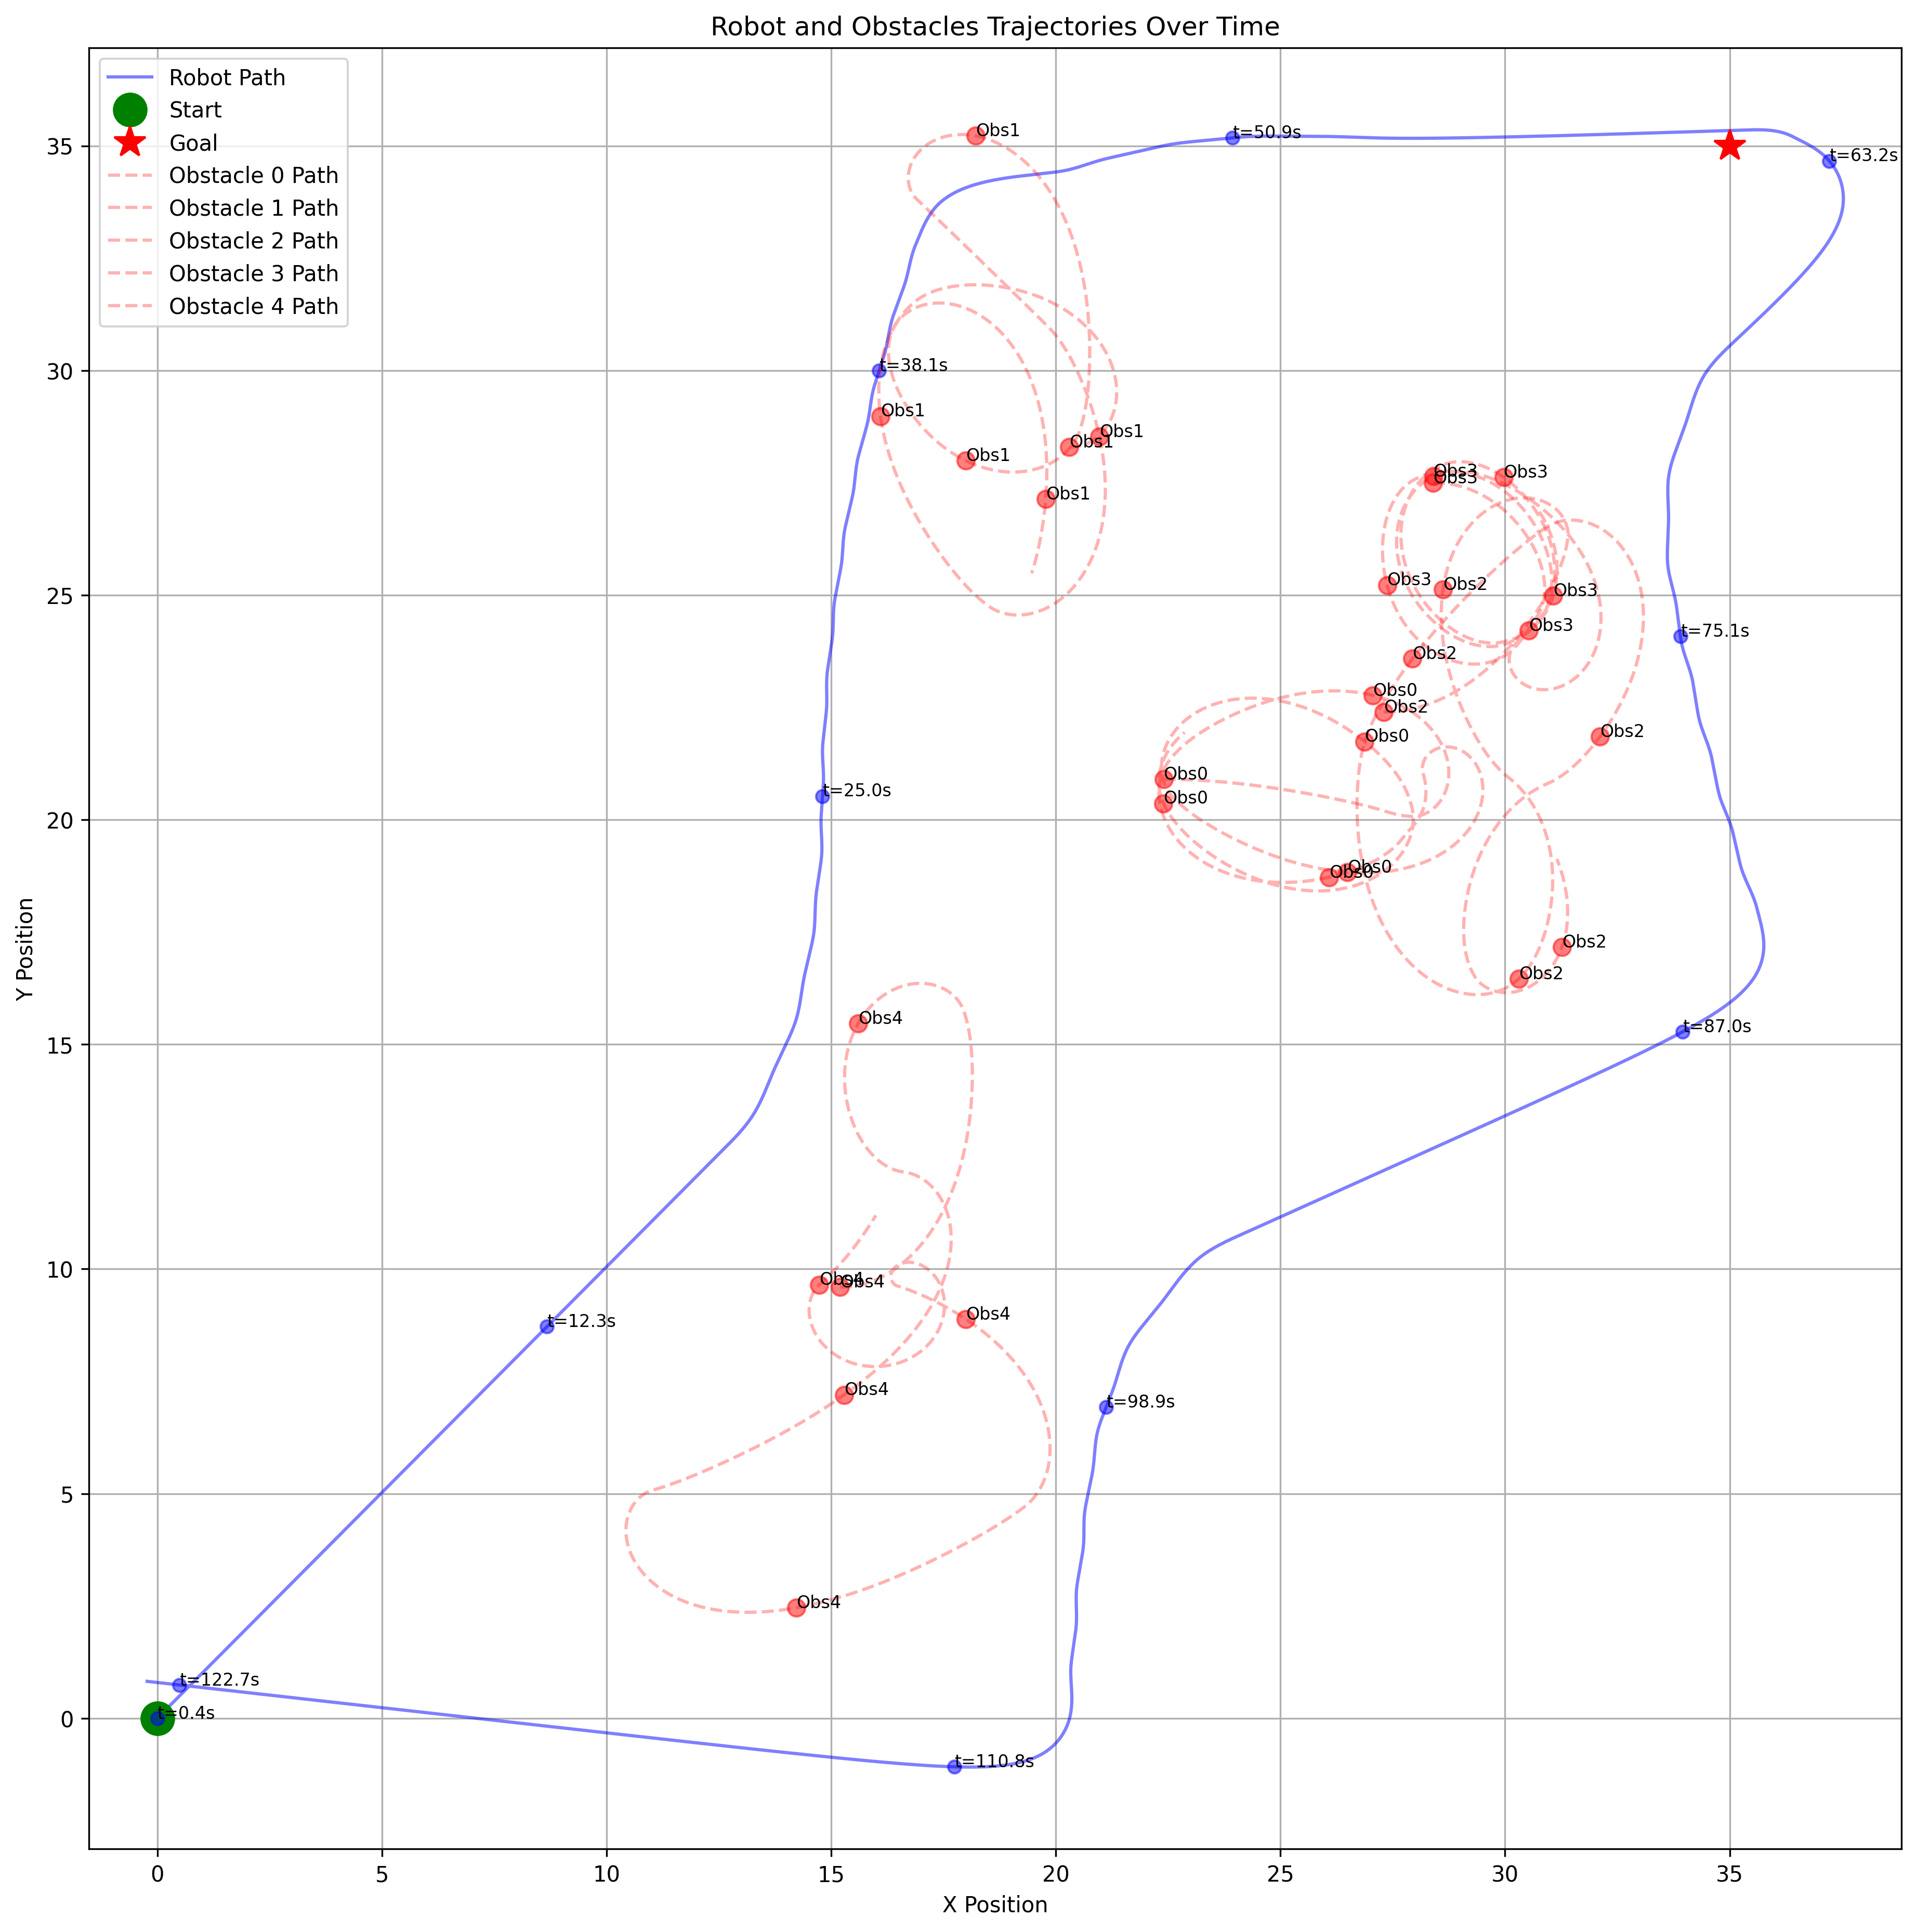 Robot and Obstacles Trajectories Over Time
Robot Path
Start
Goal
Obstacle 0 Path
Obstacle 1 Path
Obstacle 2 Path
Obstacle 3 Path
Obstacle 4 Path
Obs1
t=50.9s
t=63.2s
t=38.1s
Obs1
Obs1
Obs1
Obs1
Obs1
Obs3
Obs3
Obs3
Obs3
Obs2
Obs3
Obs3
t=75.1s
Obs2
Obs0
Obs2
Obs0
Obs2
Obs0
Obs0
t=25.0s
Obs0
Obs0
Obs2
Obs2
Obs4
t=87.0s
Obs4
Obs4
Obs4
t=12.3s
Obs4
t=98.9s
Obs4
t=122.7s
t=0.4s
t=110.8s
35
30
25
20
15
10
5
0
Y Position
0
5
10
15
20
25
30
35
X Position